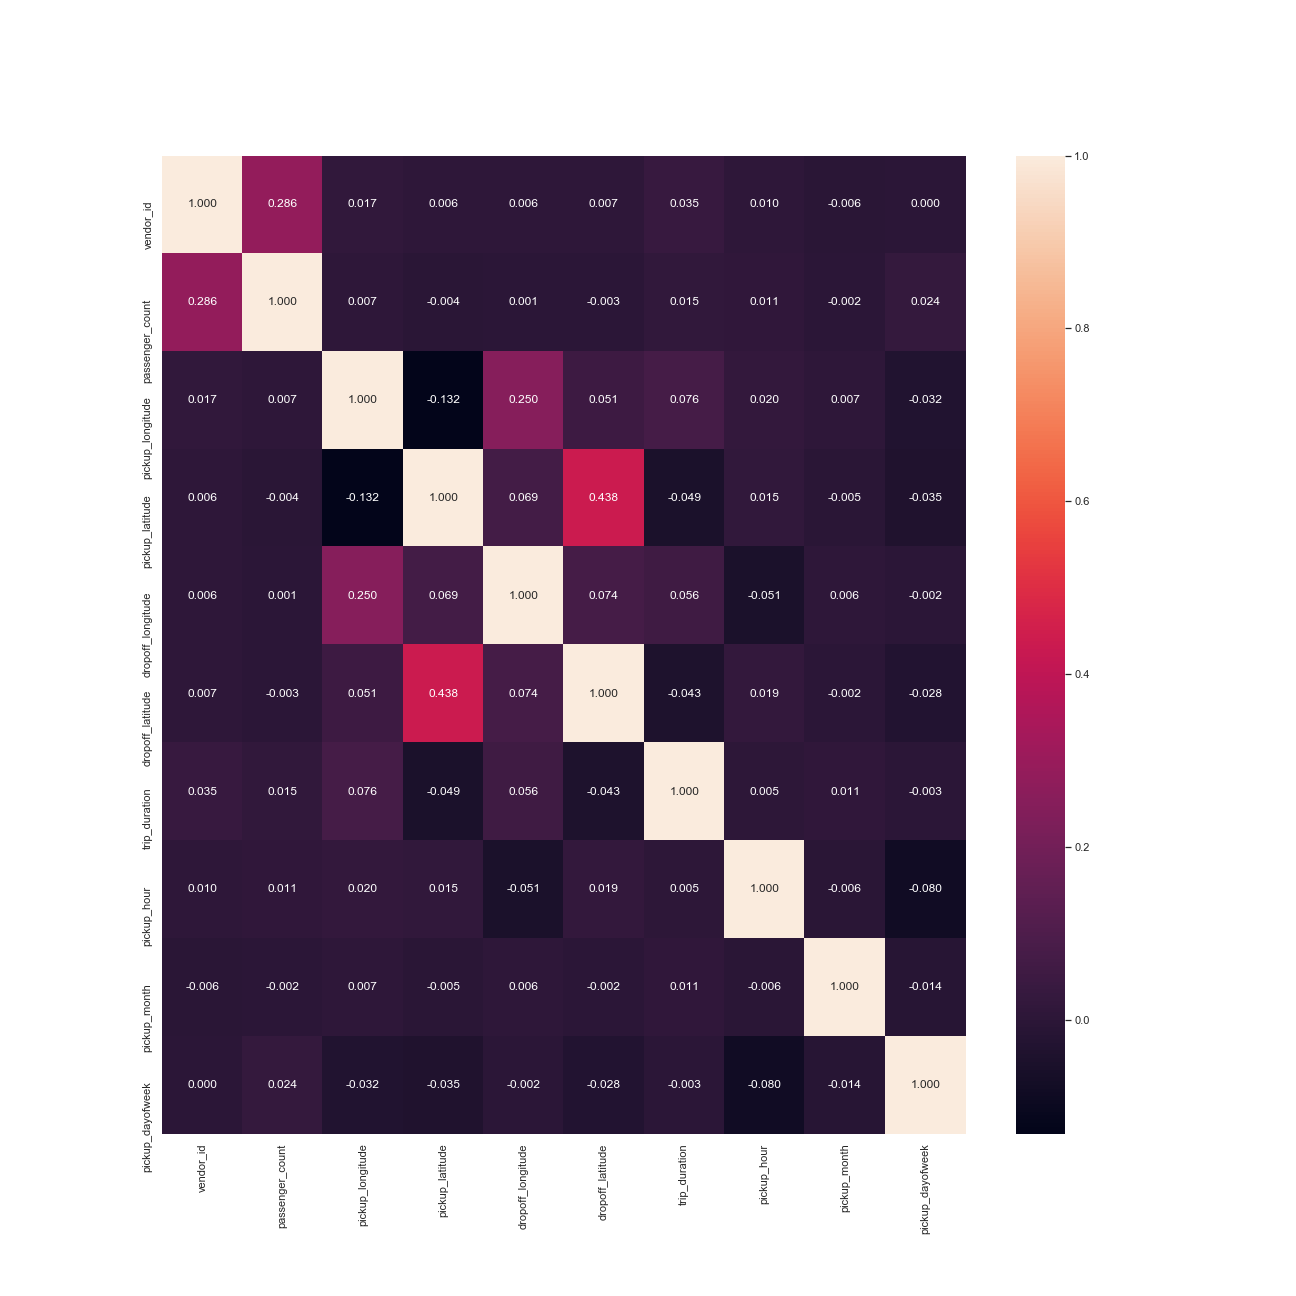 vendor_id 1.000 0.286 0.017 0.006 0.006 0.007 0.035 0.010 -0.006 0.000
passenger_count 0.286 1.000 0.007 -0.004 0.001 -0.003 0.015 0.011 -0.002 0.024
pickup_longitude 0.017 0.007 1.000 -0.132 0.250 0.051 0.076 0.020 0.007 -0.032
pickup_latitude 0.006 -0.004 -0.132 1.000 0.069 0.438 -0.049 0.015 -0.005 -0.035
dropoff_longitude 0.006 0.001 0.250 0.069 1.000 0.074 0.056 -0.051 0.006 -0.002
dropoff_latitude 0.007 -0.003 0.051 0.438 0.074 1.000 -0.043 0.019 -0.002 -0.028
trip_duration 0.035 0.015 0.076 -0.049 0.056 -0.043 1.000 0.005 0.011 -0.003
pickup_hour 0.010 0.011 0.020 0.015 -0.051 0.019 0.005 1.000 -0.006 -0.080
pickup_month -0.006 -0.002 0.007 -0.005 0.006 -0.002 0.011 -0.006 1.000 -0.014
pickup_dayofweek 0.000 0.024 -0.032 -0.035 -0.002 -0.028 -0.003 -0.080 -0.014 1.000
vendor_id passenger_count pickup_longitude pickup_latitude dropoff_longitude dropoff_latitude trip_duration pickup_hour pickup_month pickup_dayofweek
1.0
0.8
0.6
0.4
0.2
0.0